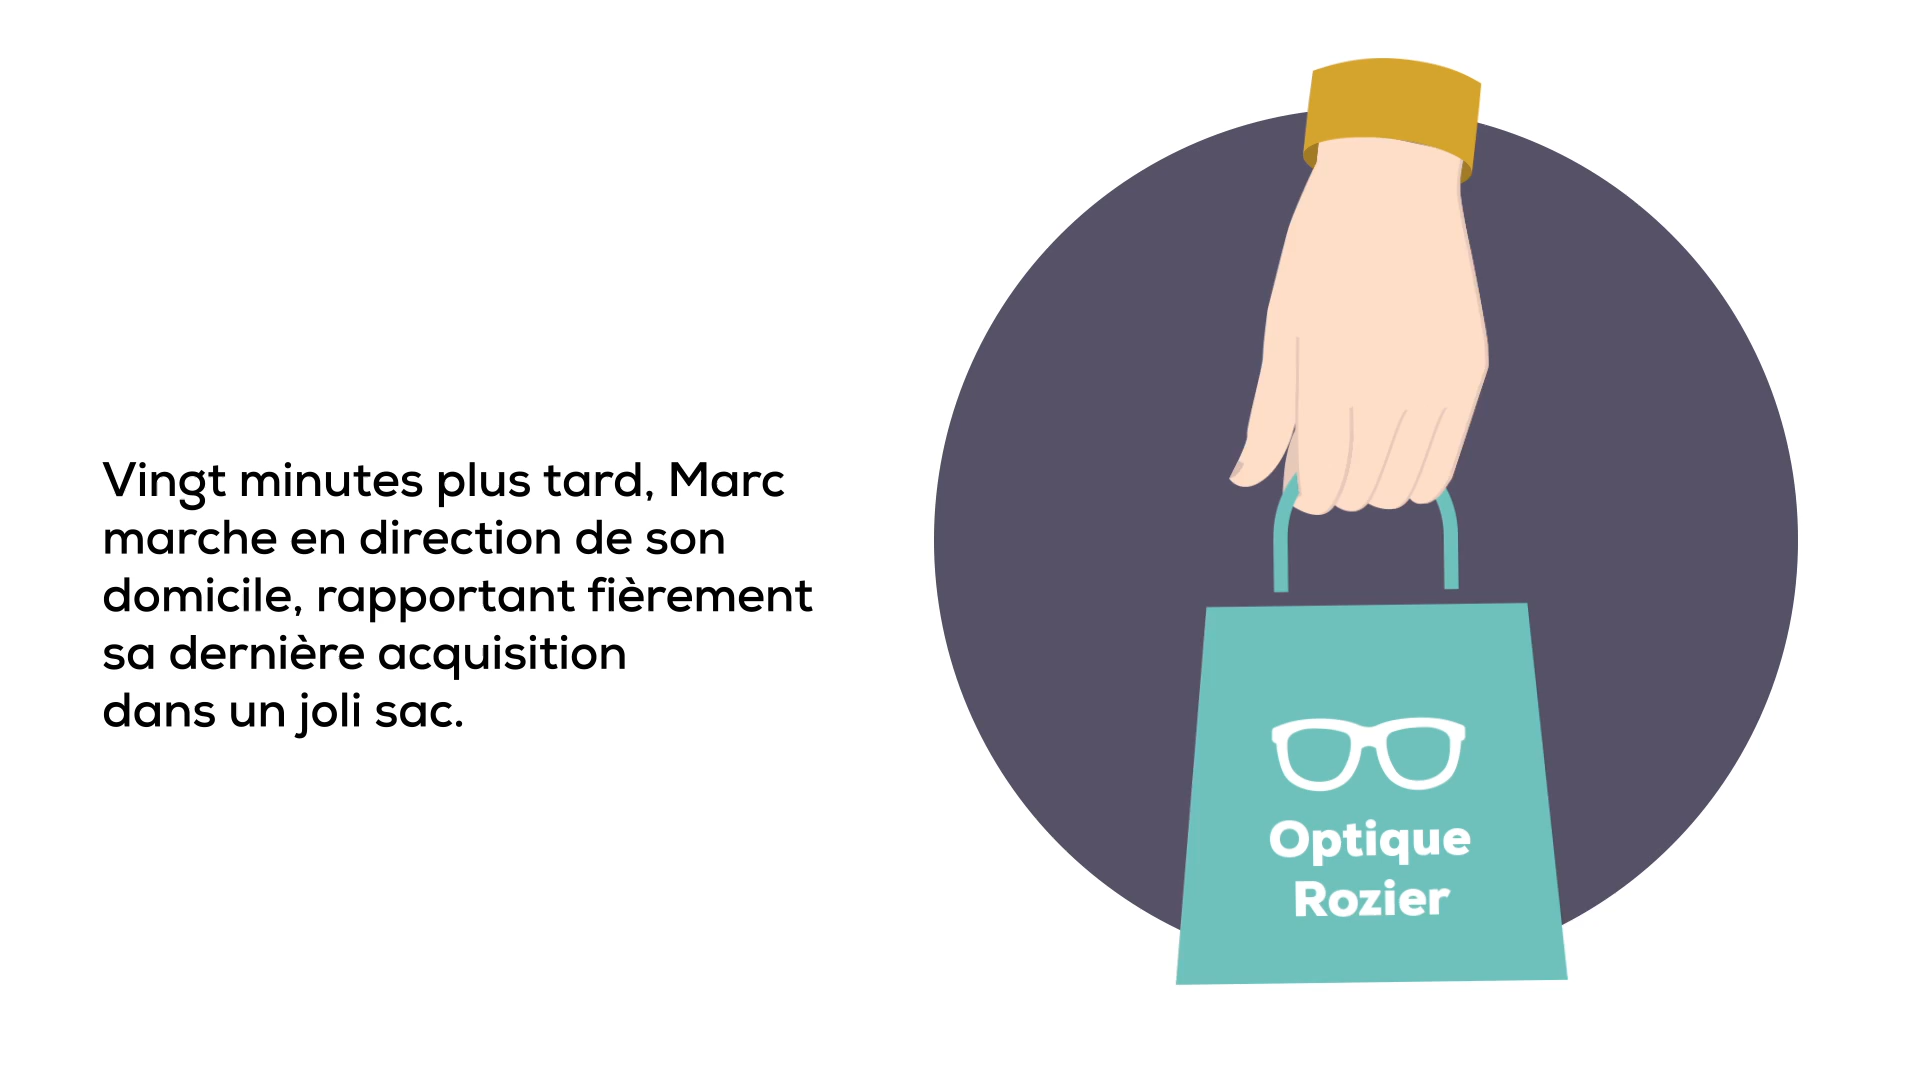 Vingt minutes plus tard, Marc
marche en direction de son
domicile, rapportant fièrement
sa dernière acquisition
dans un joli sac.
Optique
Rozier